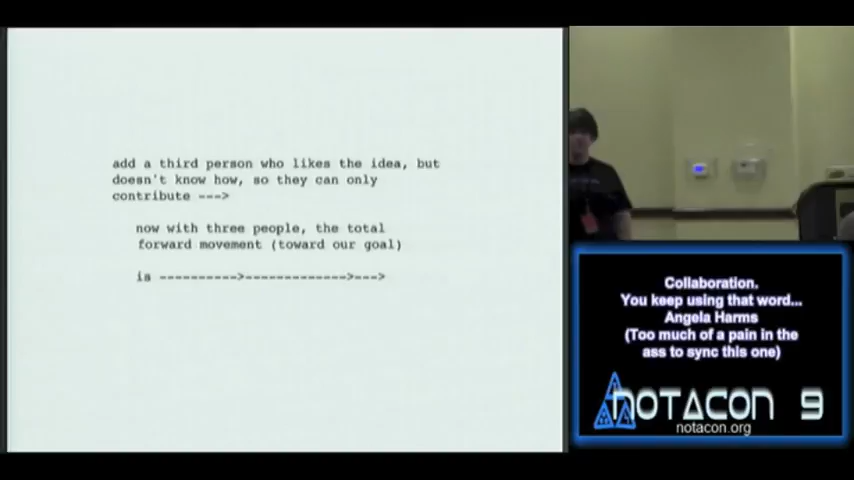 add a third person who likes the idea, but
doesn't know how, so they can only
contribute --->
now with three people, the total
forward movement (toward our goal)
is ---------->------------->--->
Collaboration.
You keep using that word...
Angela Harms
(Too much of a pain in the
ass to sync this one)
NOTACON 9
notacon.org